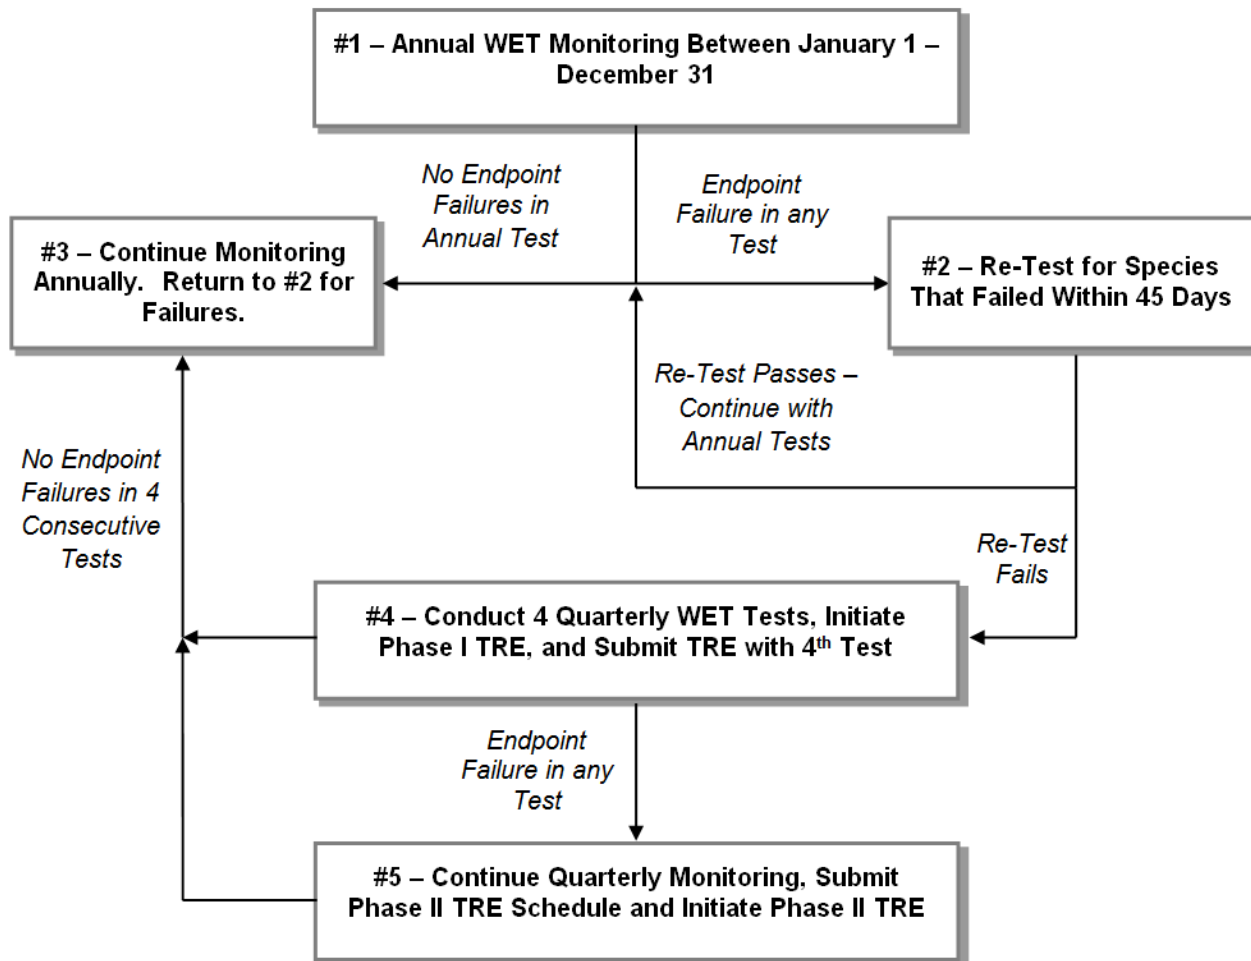 #1 – Annual WET Monitoring Between January 1 –
December 31
No Endpoint
Failures in
Annual Test
Endpoint
Failure in any
Test
#3 – Continue Monitoring
Annually. Return to #2 for
Failures.
#2 – Re-Test for Species
That Failed Within 45 Days
Re-Test Passes –
Continue with
Annual Tests
No Endpoint
Failures in 4
Consecutive
Tests
Re-Test
Fails
#4 – Conduct 4 Quarterly WET Tests, Initiate
Phase I TRE, and Submit TRE with 4th Test
Endpoint
Failure in any
Test
#5 – Continue Quarterly Monitoring, Submit
Phase II TRE Schedule and Initiate Phase II TRE